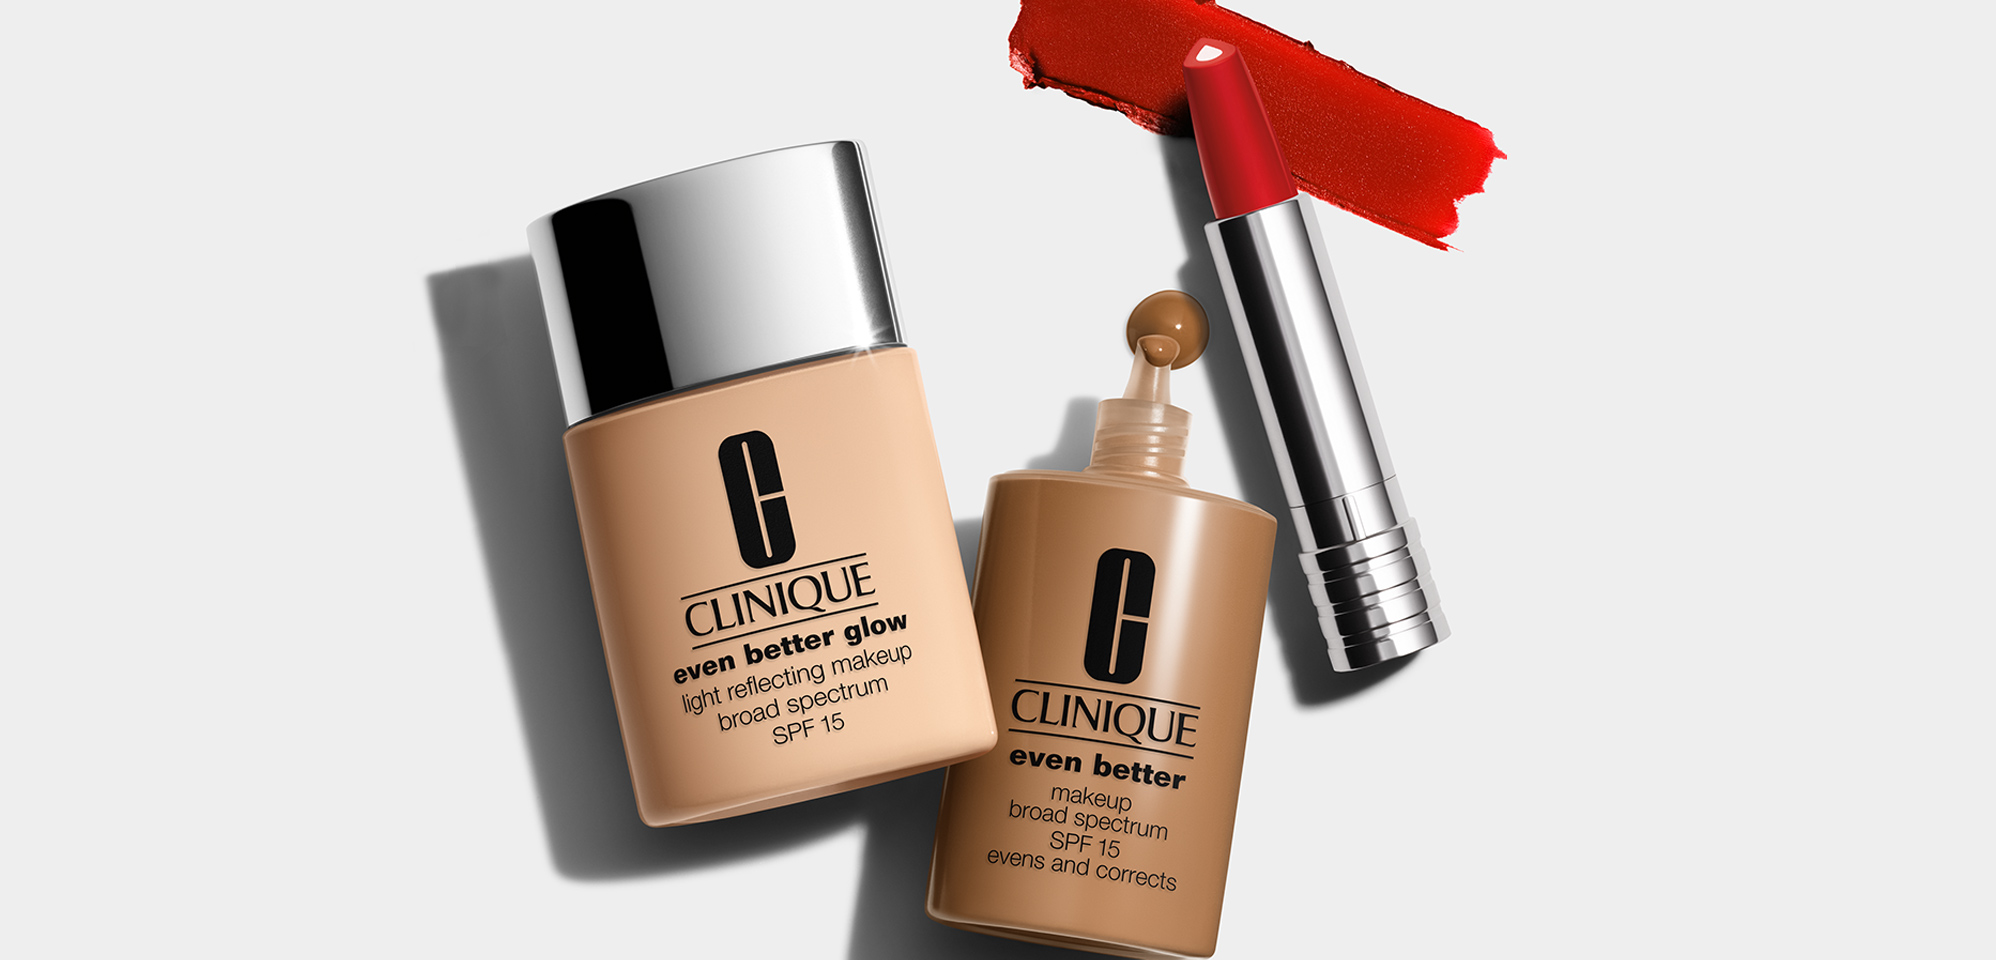 C
CLINIQUE
even better glow
light reflecting makeup
broad spectrum
SPF 15
C
CLINIQUE
even better
makeup
broad spectrum
SPF 15
evens and corrects